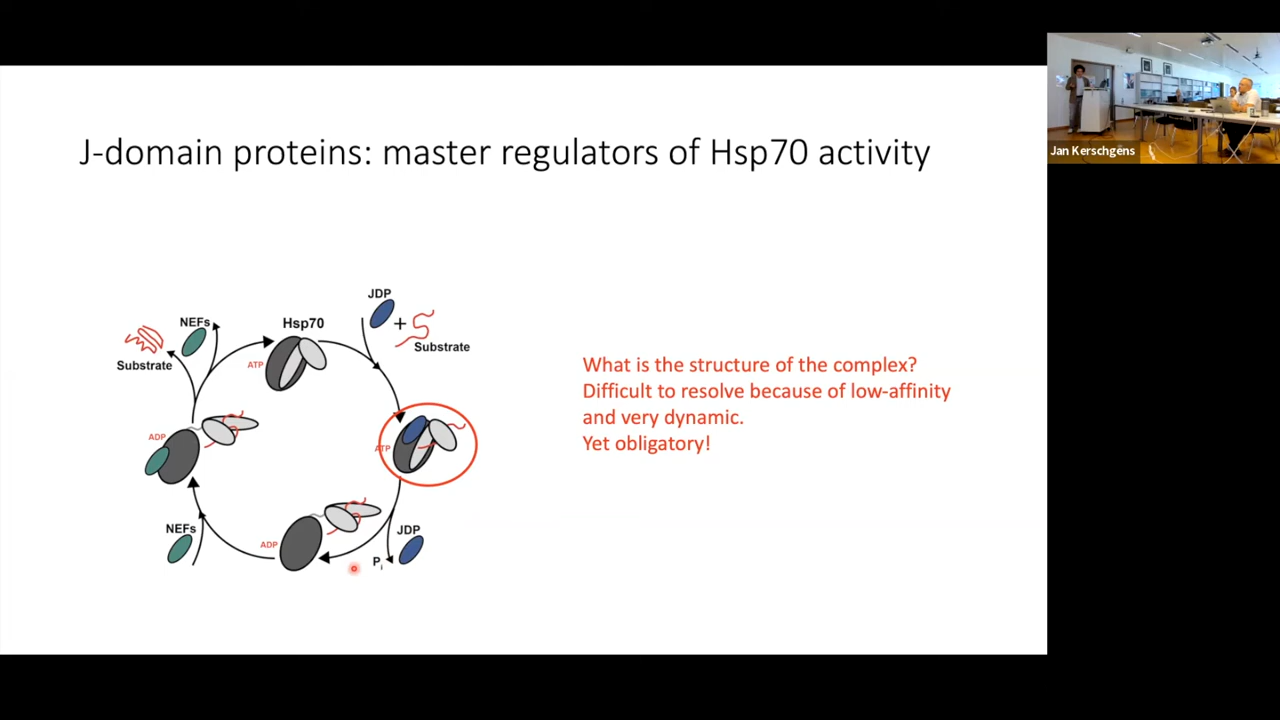 J-domain proteins: master regulators of Hsp70 activity
Jan Kerschgens
JDP
+
Substrate
NEFs
Hsp70
ATP
Substrate
What is the structure of the complex?
Difficult to resolve because of low-affinity
and very dynamic.
Yet obligatory!
ADP
ATP
NEFs
ADP
JDP
Pi